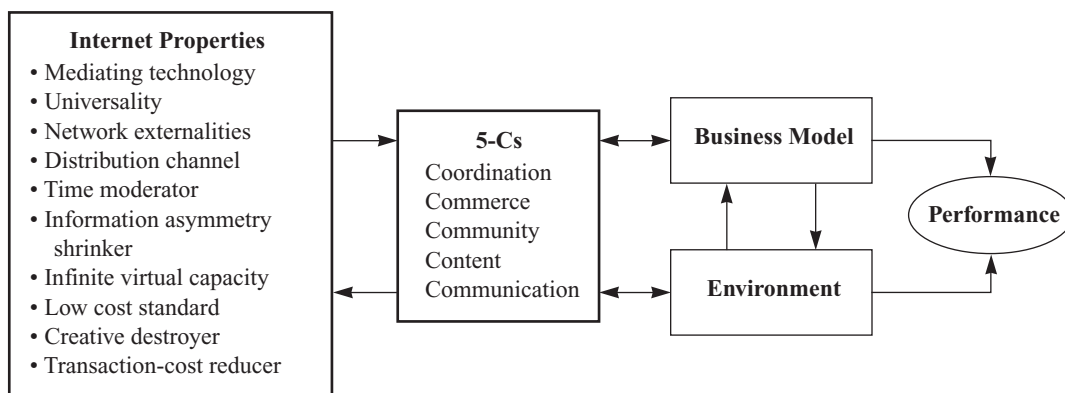 Internet Properties
• Mediating technology
• Universality
• Network externalities
• Distribution channel
• Time moderator
• Information asymmetry
shrinker
• Infinite virtual capacity
• Low cost standard
• Creative destroyer
• Transaction-cost reducer
5-Cs
Coordination
Commerce
Community
Content
Communication
Business Model
Environment
Performance